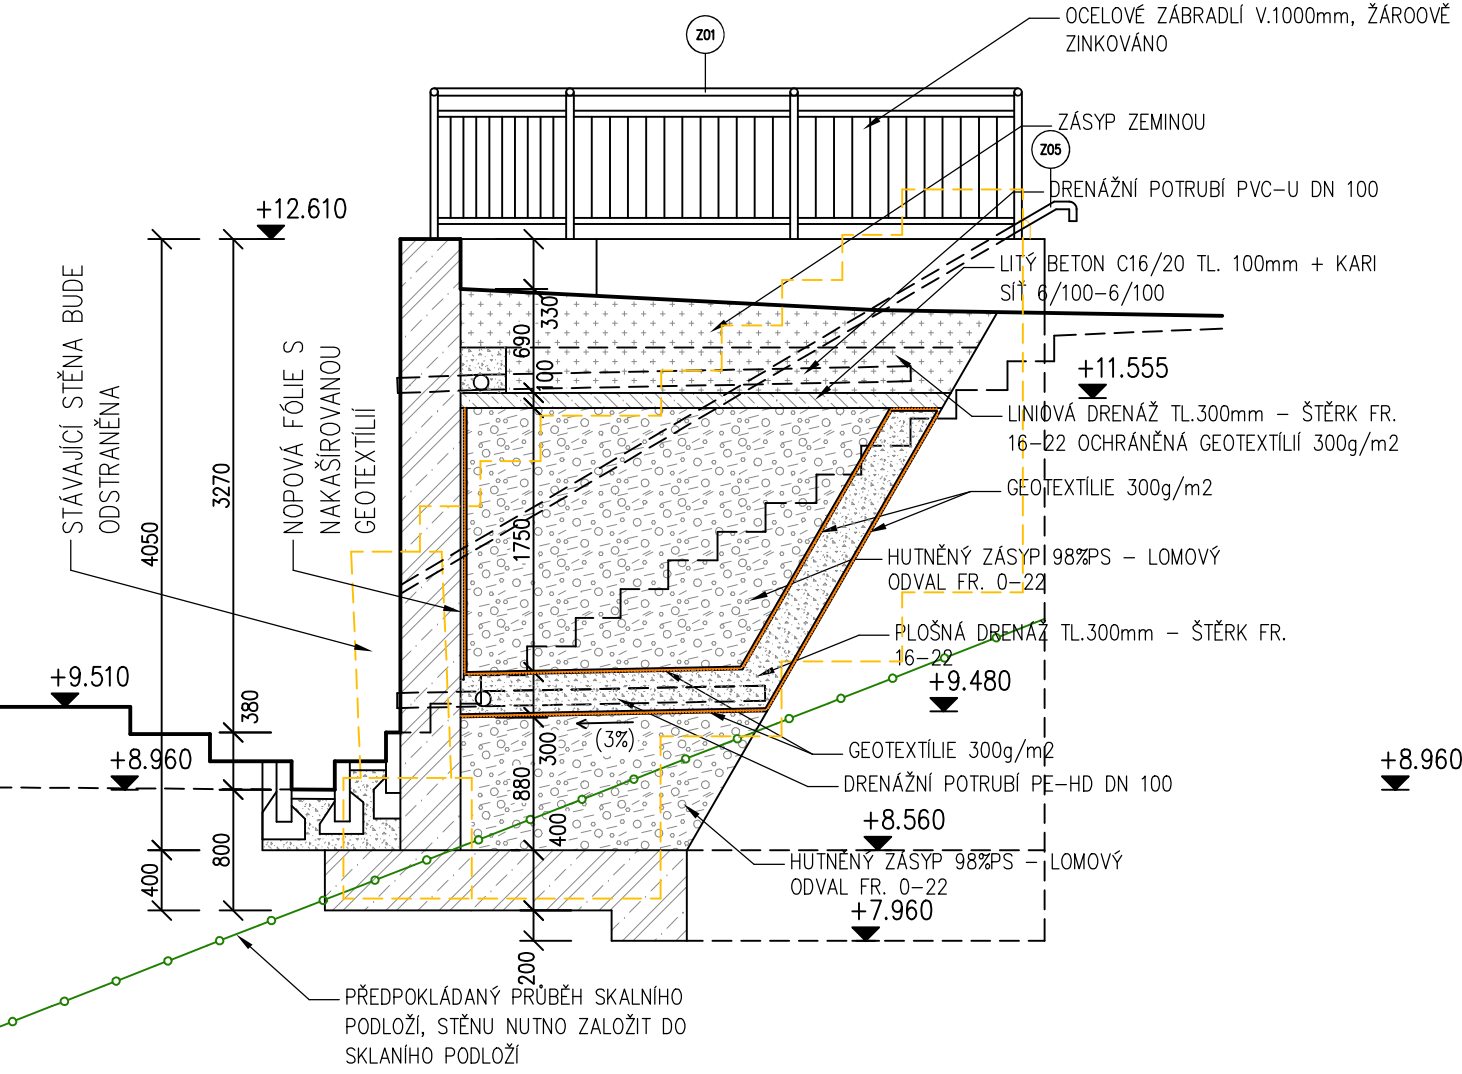 OCELOVÉ ZÁBRADLÍ V.1000mm, ŽÁROOVĚ
ZINKOVÁNO
Z01
ZÁSYP ZEMINOU
Z05
DRENÁŽNÍ POTRUBÍ PVC-U DN 100
+12.610
LITÝ BETON C16/20 TL. 100mm + KARI
SÍŤ 6/100-6/100
+11.555
LINIOVÁ DRENÁŽ TL.300mm - ŠTĚRK FR.
16-22 OCHRÁNĚNÁ GEOTEXTÍLIÍ 300g/m2
GEOTEXTÍLIE 300g/m2
HUTNĚNÝ ZÁSYP 98%PS - LOMOVÝ
ODVAL FR. 0-22
PLOŠNÁ DRENÁŽ TL.300mm - ŠTĚRK FR.
16-22
+9.480
GEOTEXTÍLIE 300g/m2
DRENÁŽNÍ POTRUBÍ PE-HD DN 100
+8.960
+8.560
HUTNĚNÝ ZÁSYP 98%PS - LOMOVÝ
ODVAL FR. 0-22
+7.960
STÁVAJÍCÍ STĚNA BUDE
ODSTRANĚNA
NOPOVÁ FÓLIE S
NAKAŠÍROVANOU
GEOTEXTÍLIÍ
+9.510
+8.960
4050
400
3270
380
800
330
690
100
1750
300
(3%)
880
400
200
PŘEDPOKLÁDANÝ PRŮBĚH SKALNÍHO
PODLOŽÍ, STĚNU NUTNO ZALOŽIT DO
SKLANÍHO PODLOŽÍ